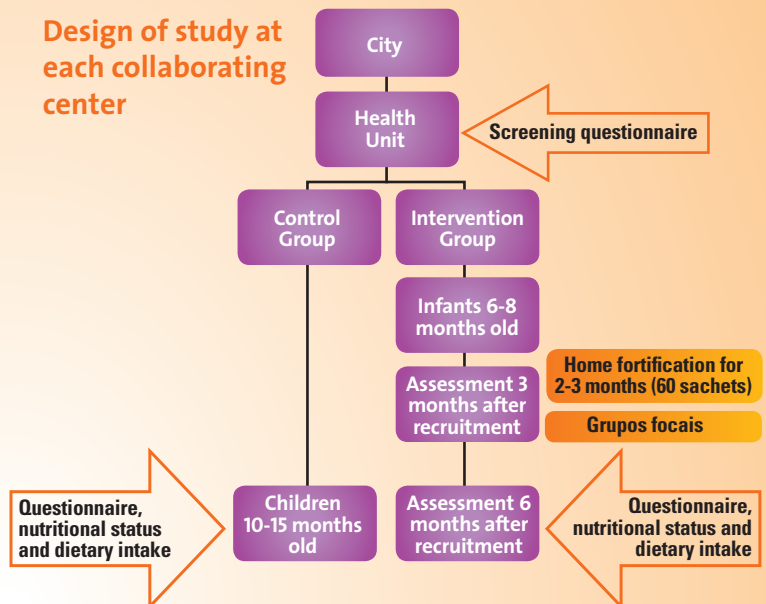 Design of study at
each collaborating
center
City
Health
Unit
Screening questionnaire
Control
Group
Intervention
Group
Infants 6-8
months old
Assessment 3
months after
recruitment
Home fortification for
2-3 months (60 sachets)
Grupos focais
Questionnaire,
nutritional status
and dietary intake
Children
10-15 months
old
Assessment 6
months after
recruitment
Questionnaire,
nutritional status and
dietary intake